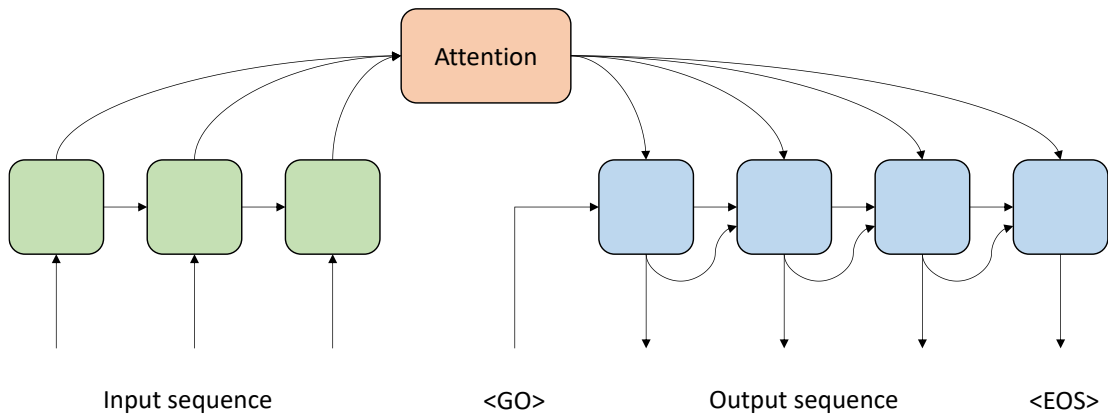 Attention
Input sequence
<GO>
Output sequence
<EOS>